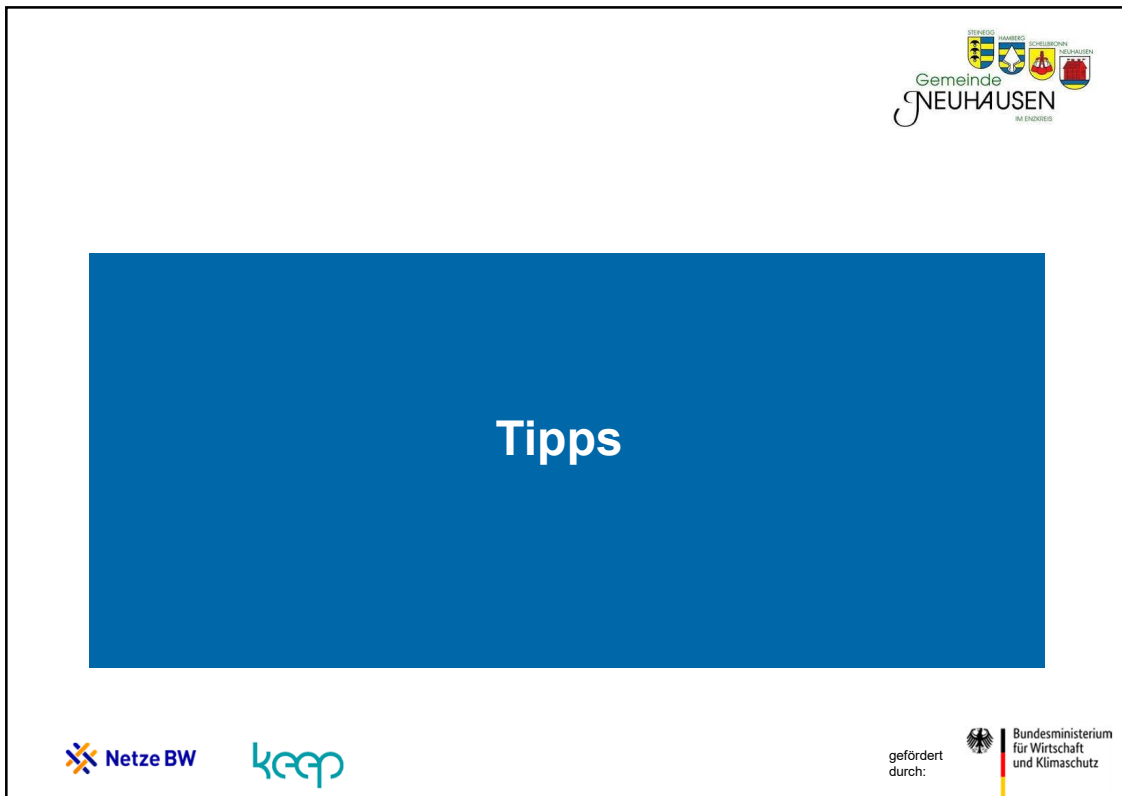 STEINEGG
HAMBERG
SCHELLBRONN
NEUHAUSEN
Gemeinde
NEUHAUSEN
IM ENZKREIS
Tipps
Netze BW
keep
gefördert
durch:
Bundesministerium
für Wirtschaft
und Klimaschutz